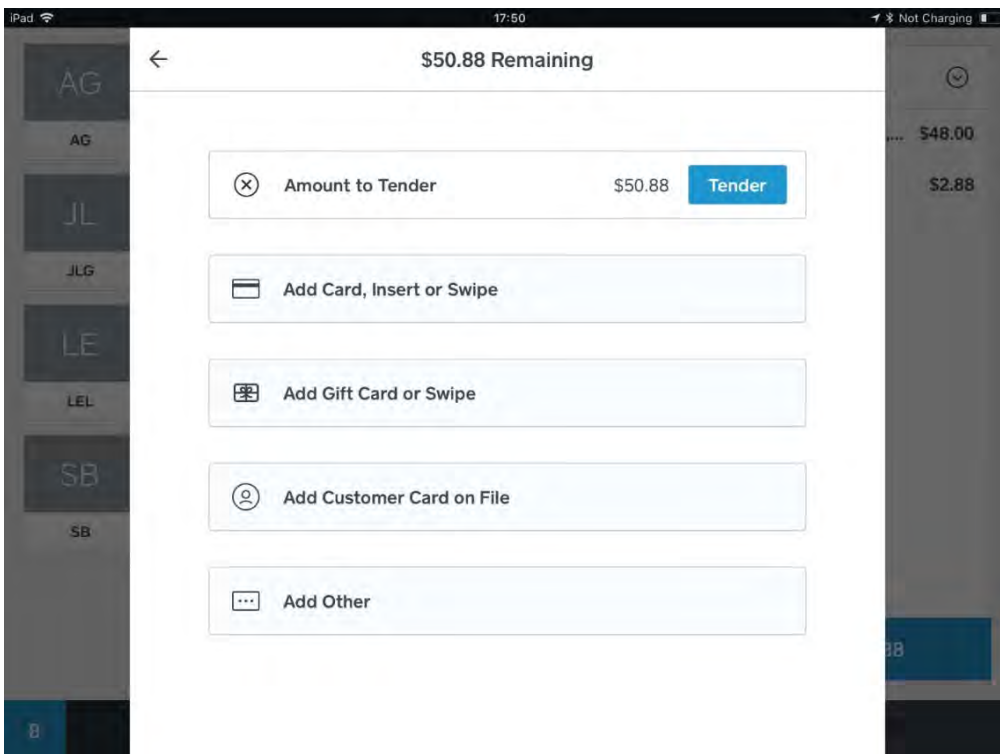 iPad 17:50 Not Charging
$50.88 Remaining
AG
AG
JL
JLG
LE
LEL
SB
SB
Amount to Tender $50.88 Tender
Add Card, Insert or Swipe
Add Gift Card or Swipe
Add Customer Card on File
Add Other
,... $48.00
$2.88